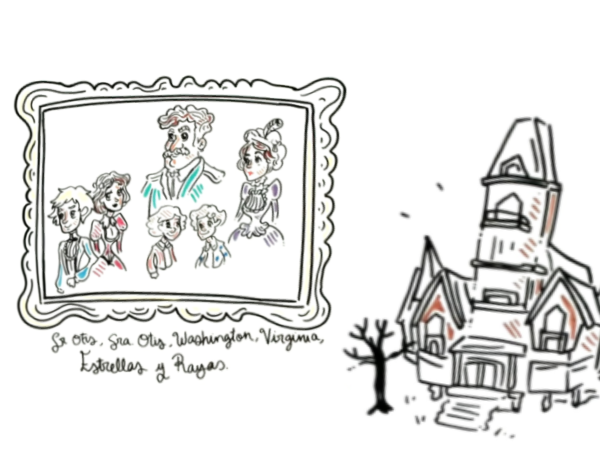 Sr Otis, Sra Otis, Washington, Virginia,
Estrellas y Rayas.